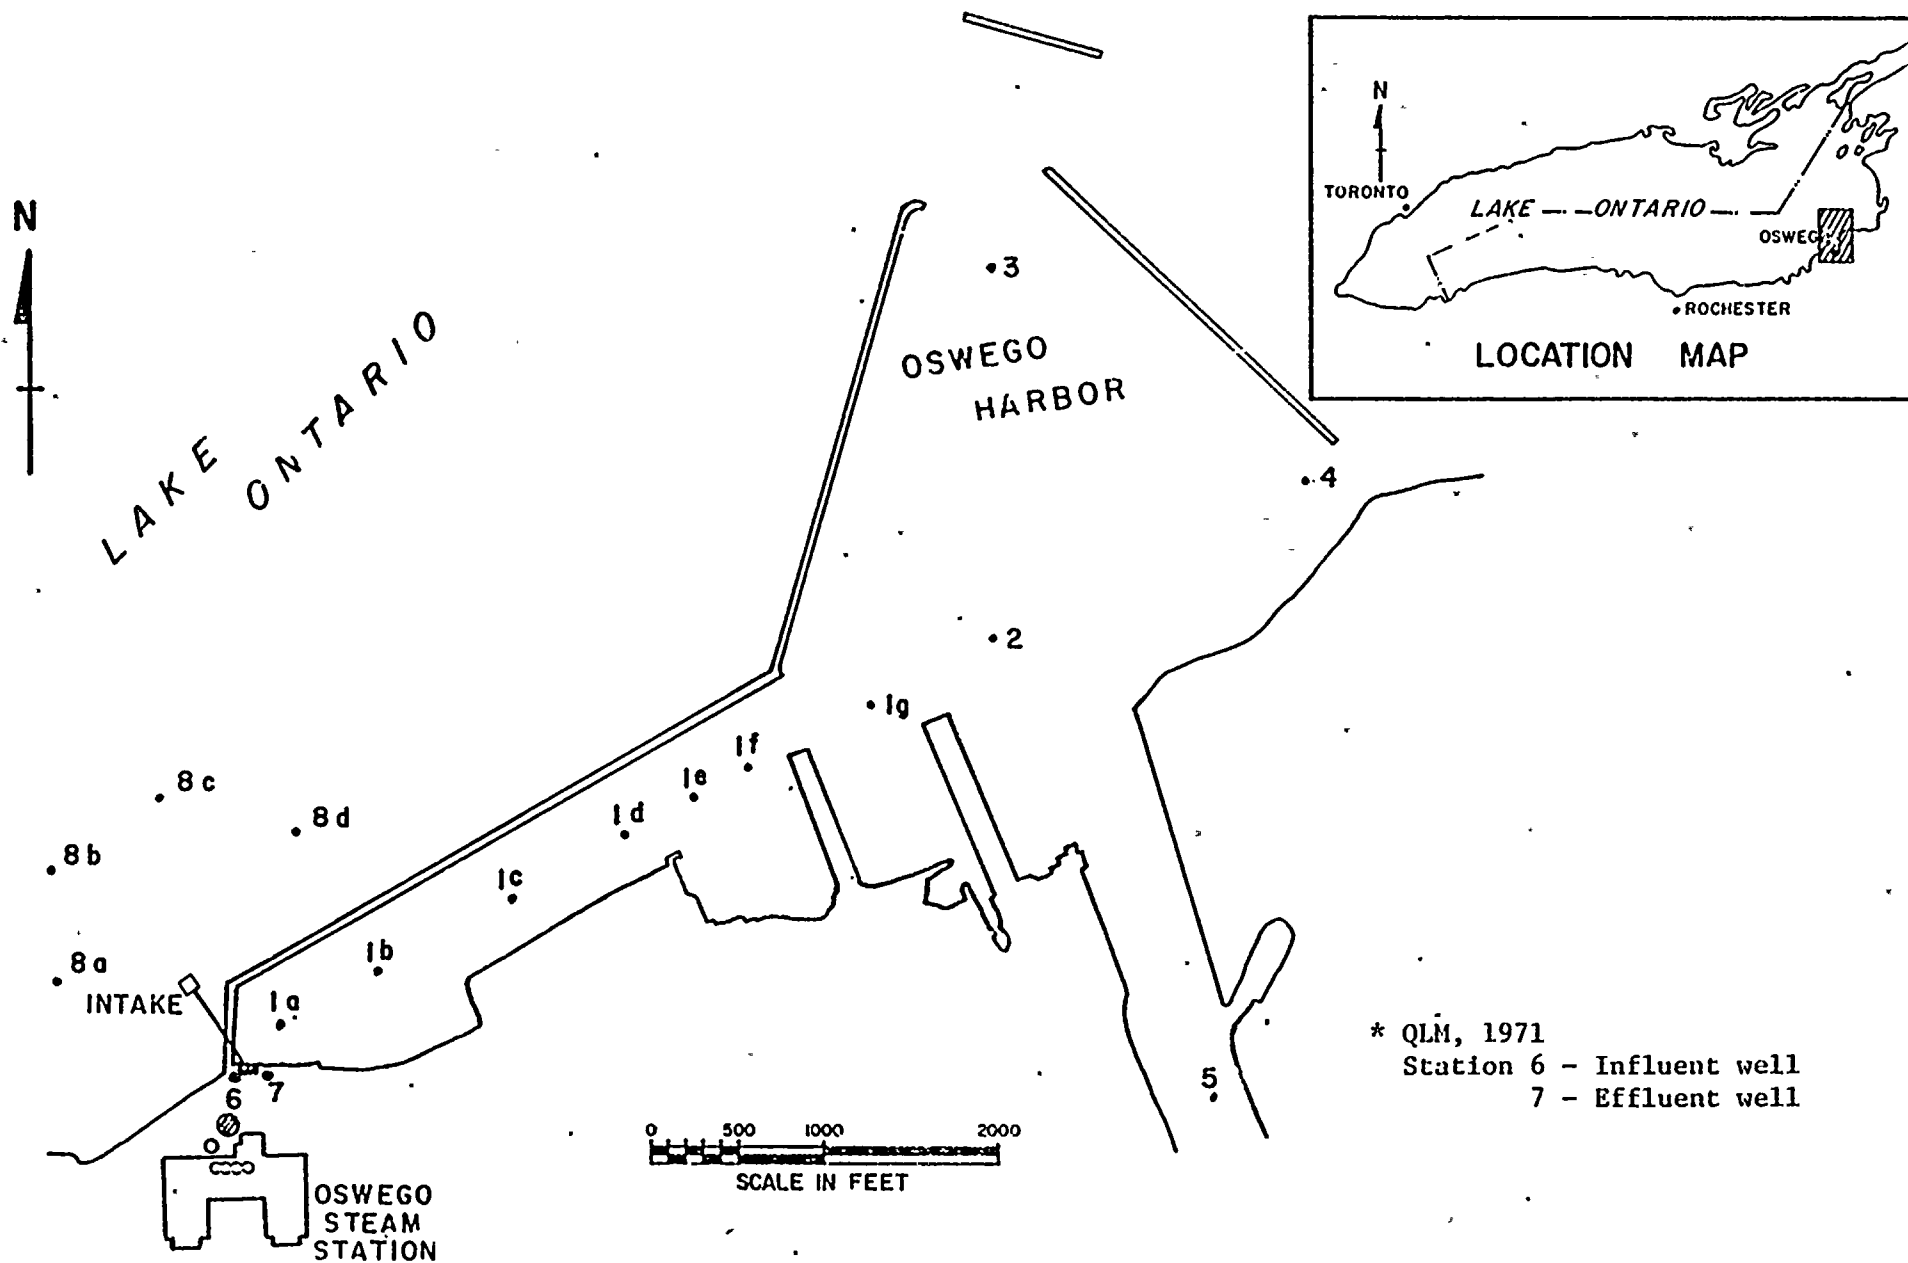 N
TORONTO
LAKE ONTARIO
OSWEG
ROCHESTER
LOCATION MAP
N
LAKE
ONTARIO
OSWEGO
HARBOR
3
4
2
1g
1f
1e
1d
1c
1b
1a
8c
8d
8b
8a
INTAKE
6
7
5
0 500 1000 2000
SCALE IN FEET
OSWEGO
STEAM
STATION
* QLM, 1971
Station 6 - Influent well
7 - Effluent well